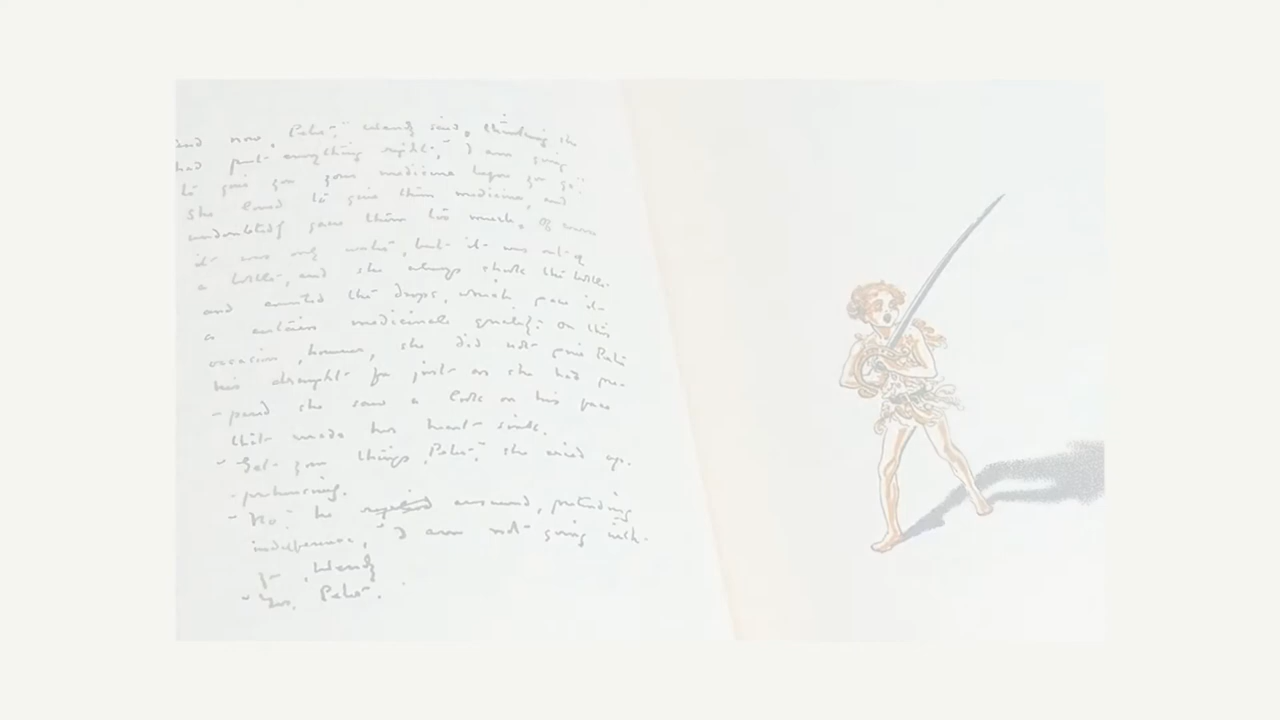 and now, Peter," Wendy said, thinking she
had put everything right, "I am going
to give you your medicine before you go."
She loved to give them medicine, and
undoubtedly gave them too much. Of course
it was only water, but it was out of
a bottle, and she always shook the bottle
and counted the drops, which gave it
a certain medicinal quality. On this
occasion, however, she did not give Peter
his draught for just as she had pre-
-pared she saw a look on his face
that made her heart sink.
"Get your things, Peter," she cried
"No" he answered, pretending
indifference, "I am not going with
you, Wendy
"Yes, Peter."